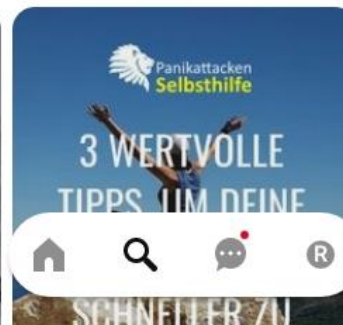 Panikattacken
Selbsthilfe
3 WERTVOLLE
TIPPS, UM DEINE
SCHNELLER ZU
R